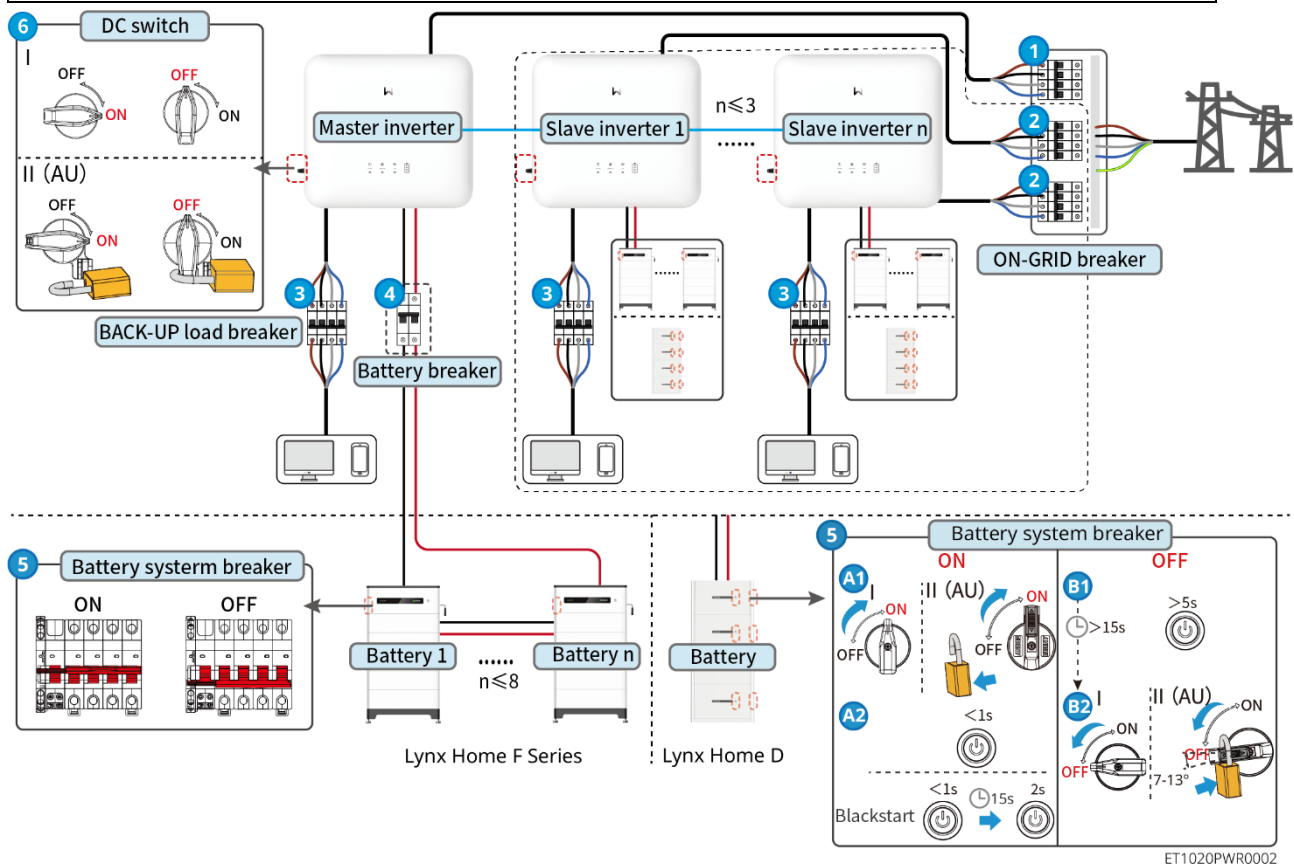 6
DC switch
I
OFF
ON
OFF
ON
II (AU)
OFF
ON
OFF
ON
Master inverter
Slave inverter 1
n≤3
......
Slave inverter n
1
2
2
ON-GRID breaker
3
BACK-UP load breaker
4
Battery breaker
3
......
3
......
5
Battery systerm breaker
ON
OFF
Battery 1
......
n≤8
Battery n
Lynx Home F Series
Battery
Lynx Home D
5
Battery system breaker
ON
OFF
A1
I
ON
OFF
II (AU)
ON
OFF
A2
<1s
Blackstart
<1s
15s
2s
B1
>5s
>15s
B2
I
ON
OFF
II (AU)
ON
OFF
7-13°
ET1020PWR0002